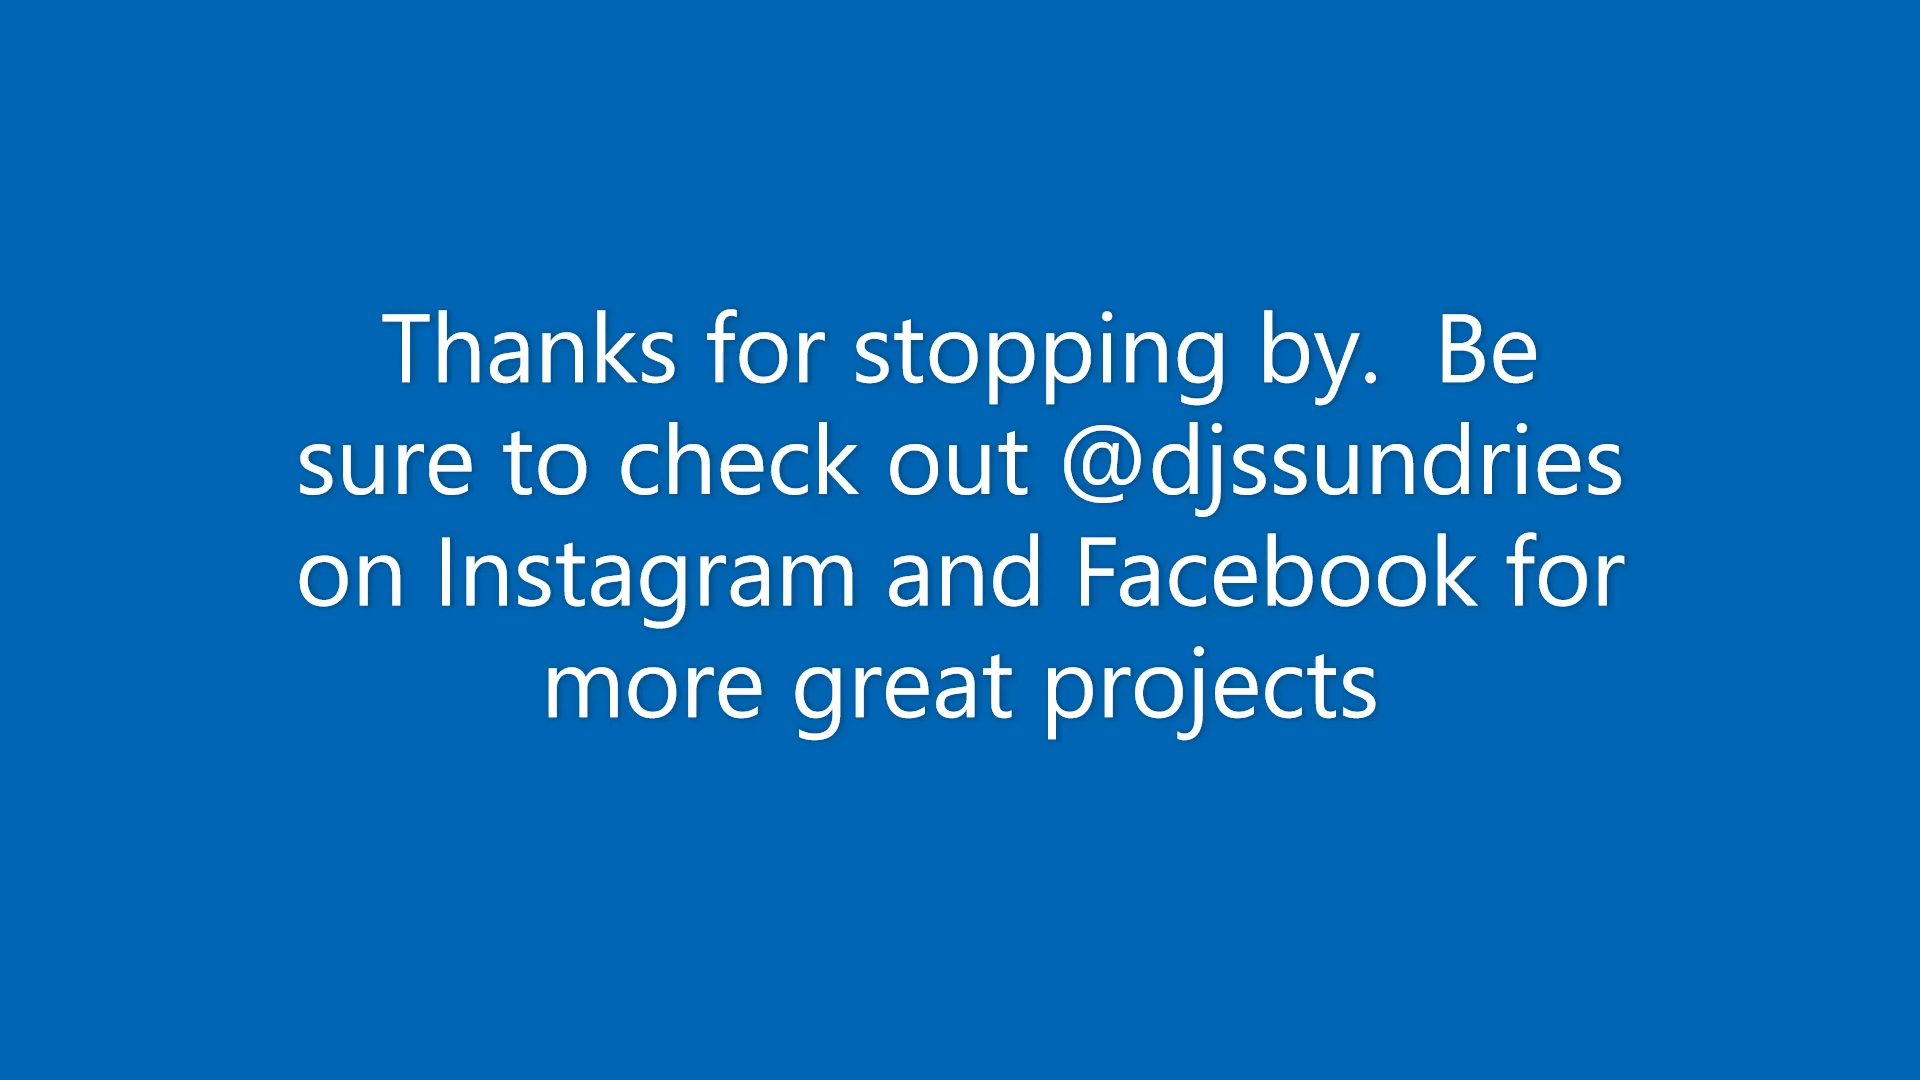 Thanks for stopping by.  Be
sure to check out @djssundries
on Instagram and Facebook for
more great projects